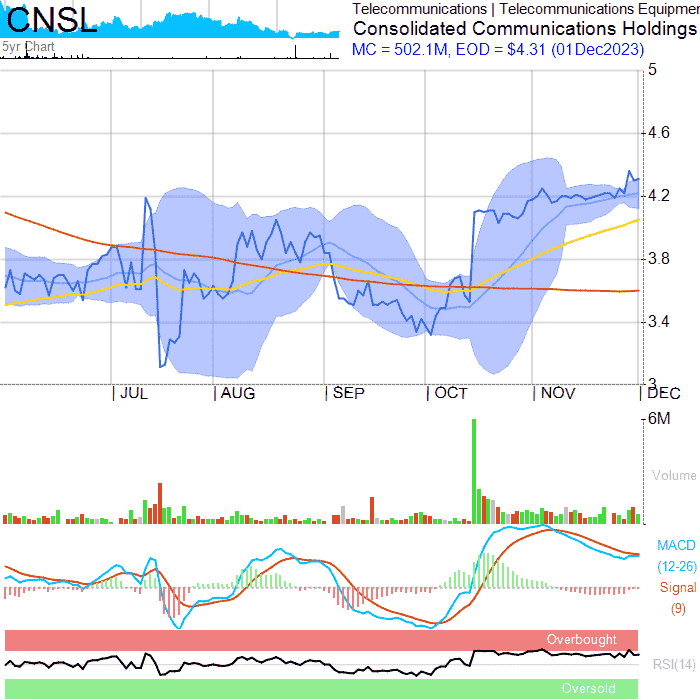 CNSL
5yr Chart
Telecommunications | Telecommunications Equipmen
Consolidated Communications Holdings
MC = 502.1M, EOD = $4.31 (01Dec2023)
5
4.6
4.2
3.8
3.4
3
JUL AUG SEP OCT NOV DEC
6M
Volume
MACD
(12-26)
Signal
(9)
Overbought
RSI(14)
Oversold